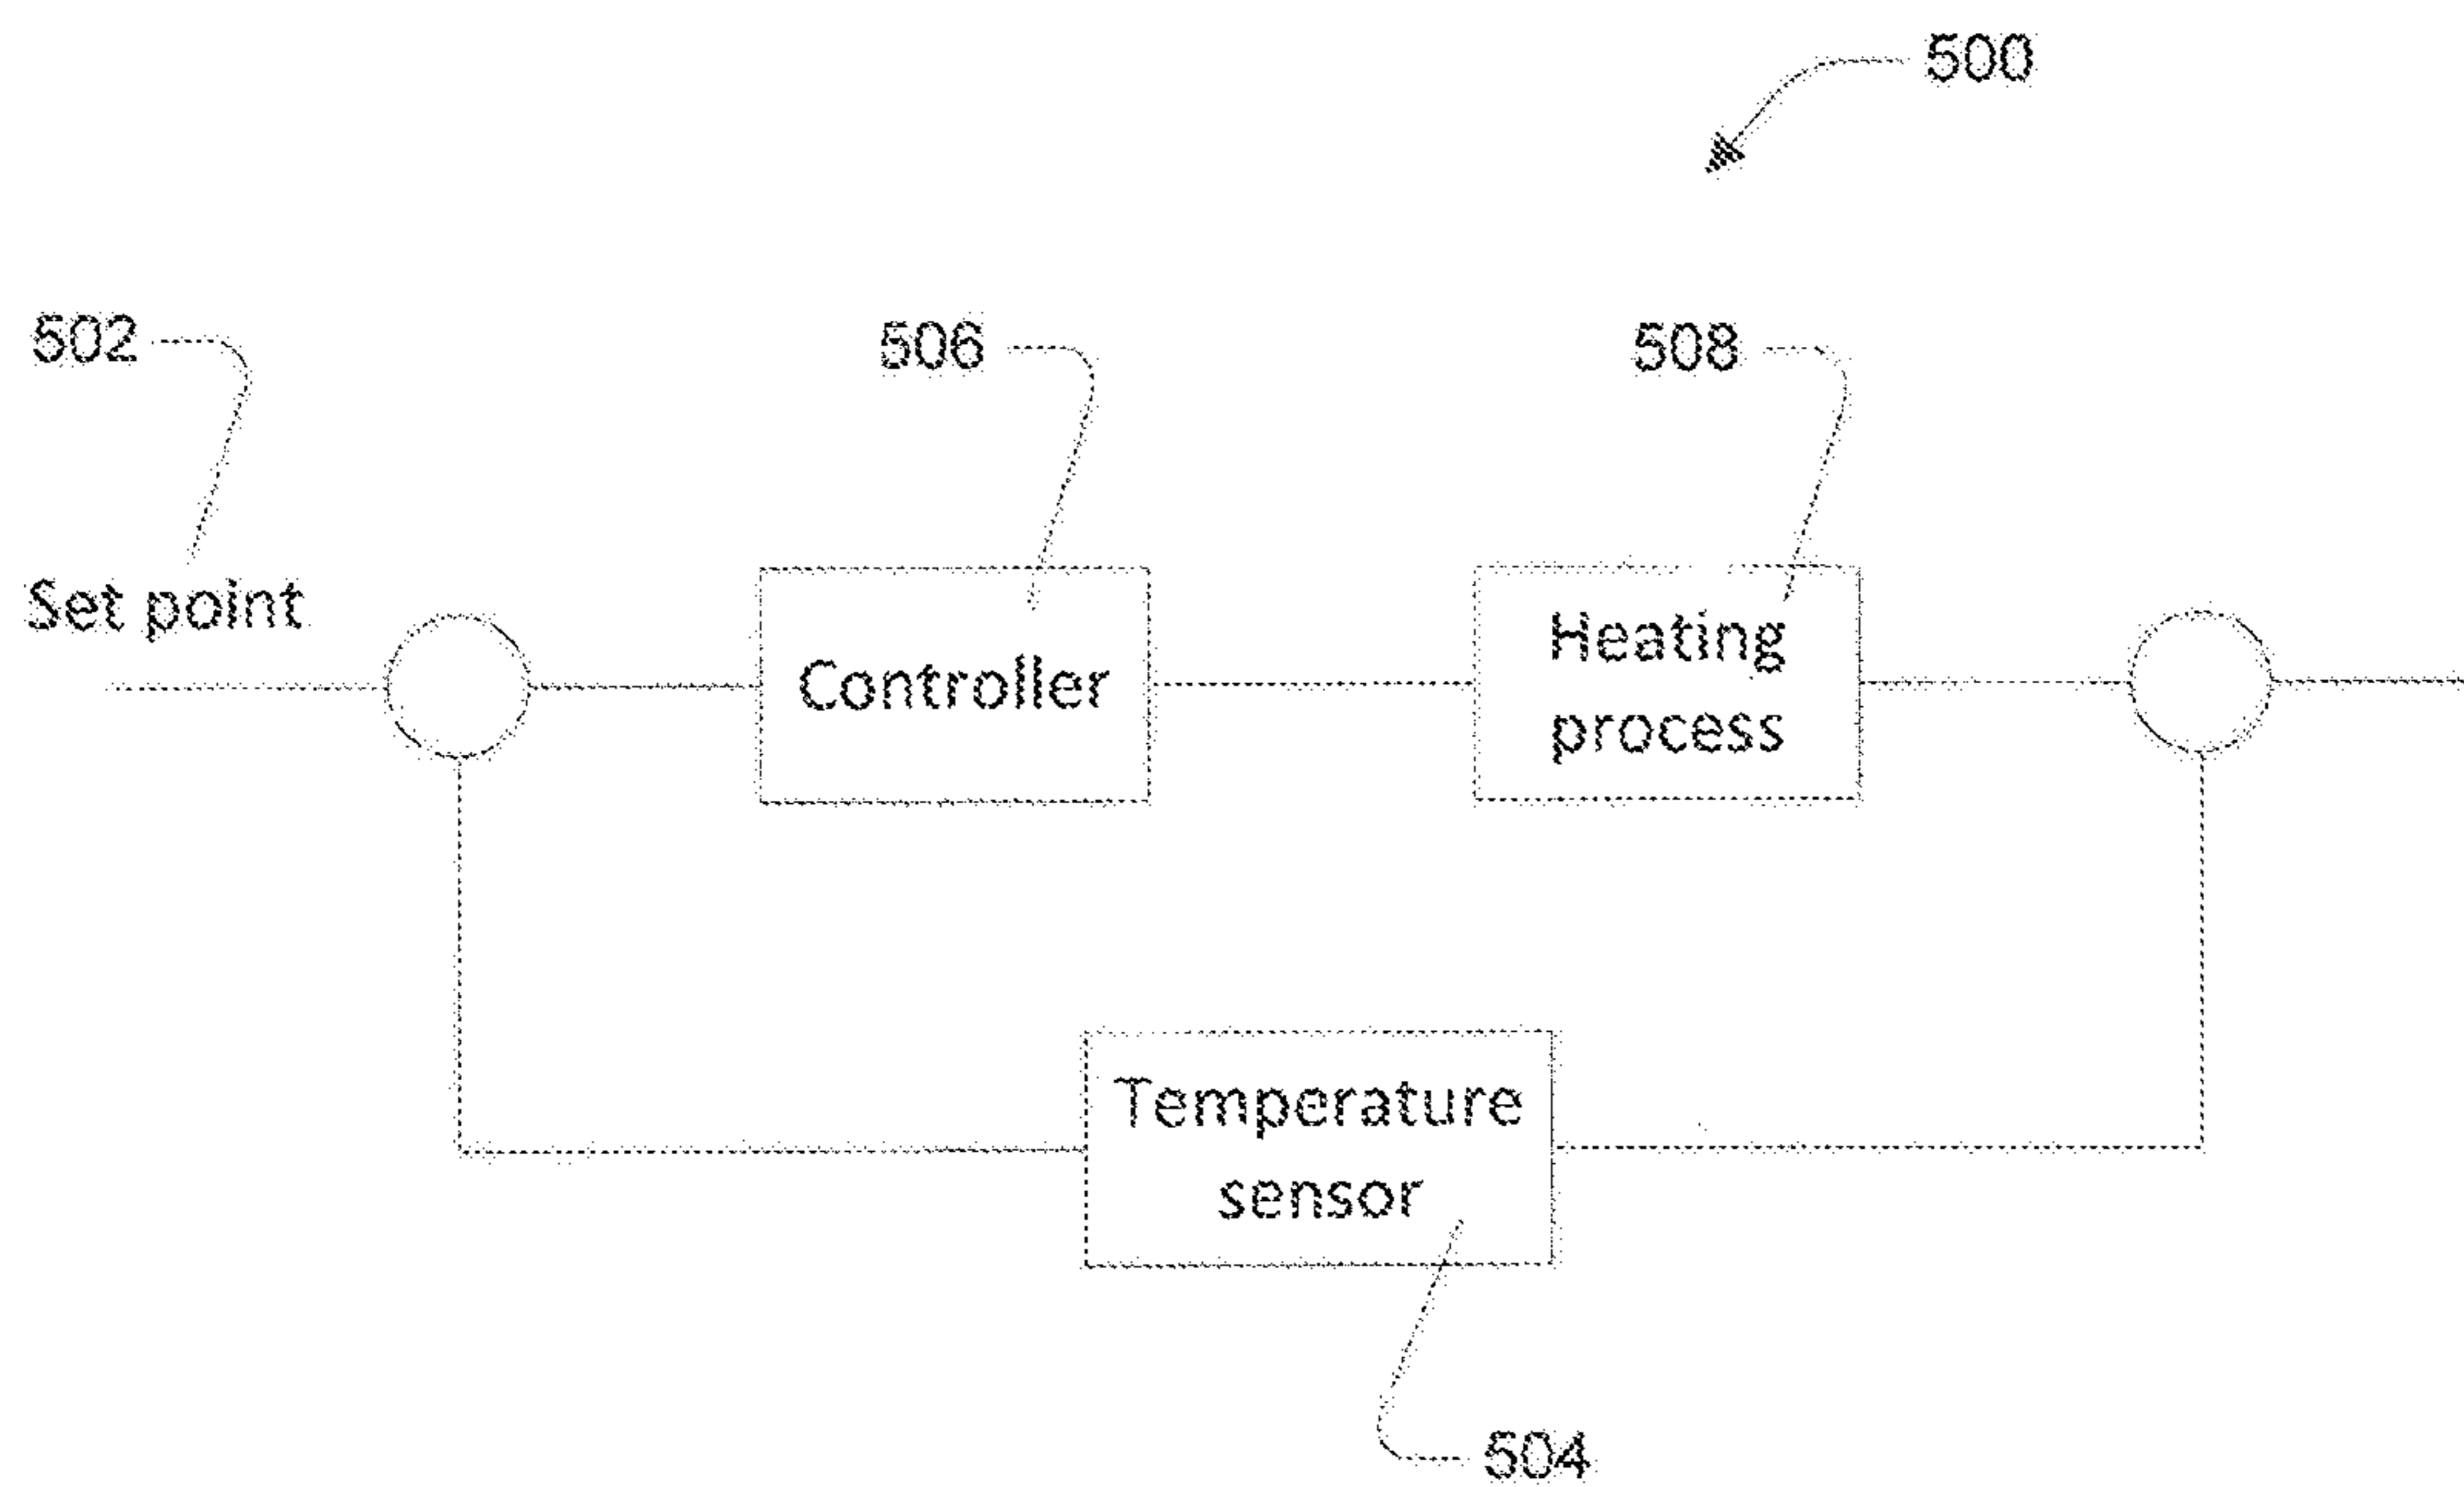 500
502
506
508
Set point
Controller
Heating
process
Temperature
sensor
504